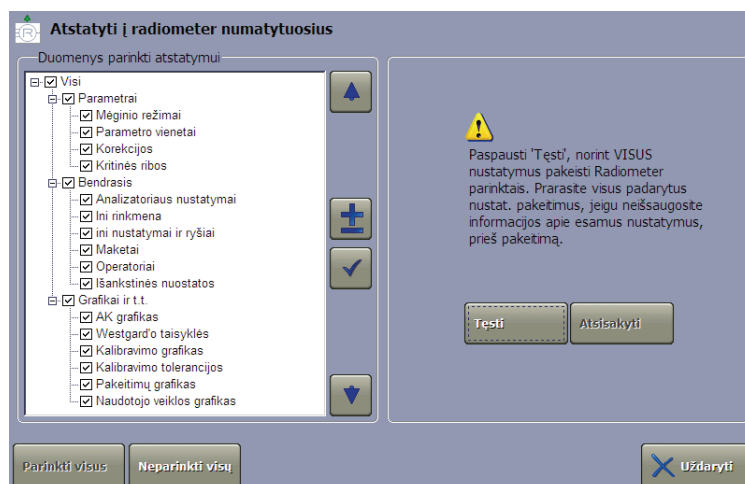 Atstatyti į radiometer numatytuosius
Duomenys parinkti atstatymui
Visi
Parametrai
Mėginio režimai
Parametro vienetai
Korekcijos
Kritinės ribos
Bendrasis
Analizatoriaus nustatymai
Ini rinkmena
ini nustatymai ir ryšiai
Maketai
Operatoriai
Išankstinės nuostatos
Grafikai ir t.t.
AK grafikas
Westgard'o taisyklės
Kalibravimo grafikas
Kalibravimo tolerancijos
Pakeitimų grafikas
Naudotojo veiklos grafikas
Paspausti 'Tęsti', norint VISUS
nustatymus pakeisti Radiometer
parinktais. Prarasite visus padarytus
nustat. pakeitimus, jeigu neišsaugosite
informacijos apie esamus nustatymus,
prieš pakeitimą.
Tęsti
Atsisakyti
Parinkti visus
Neparinkti visų
Uždaryti